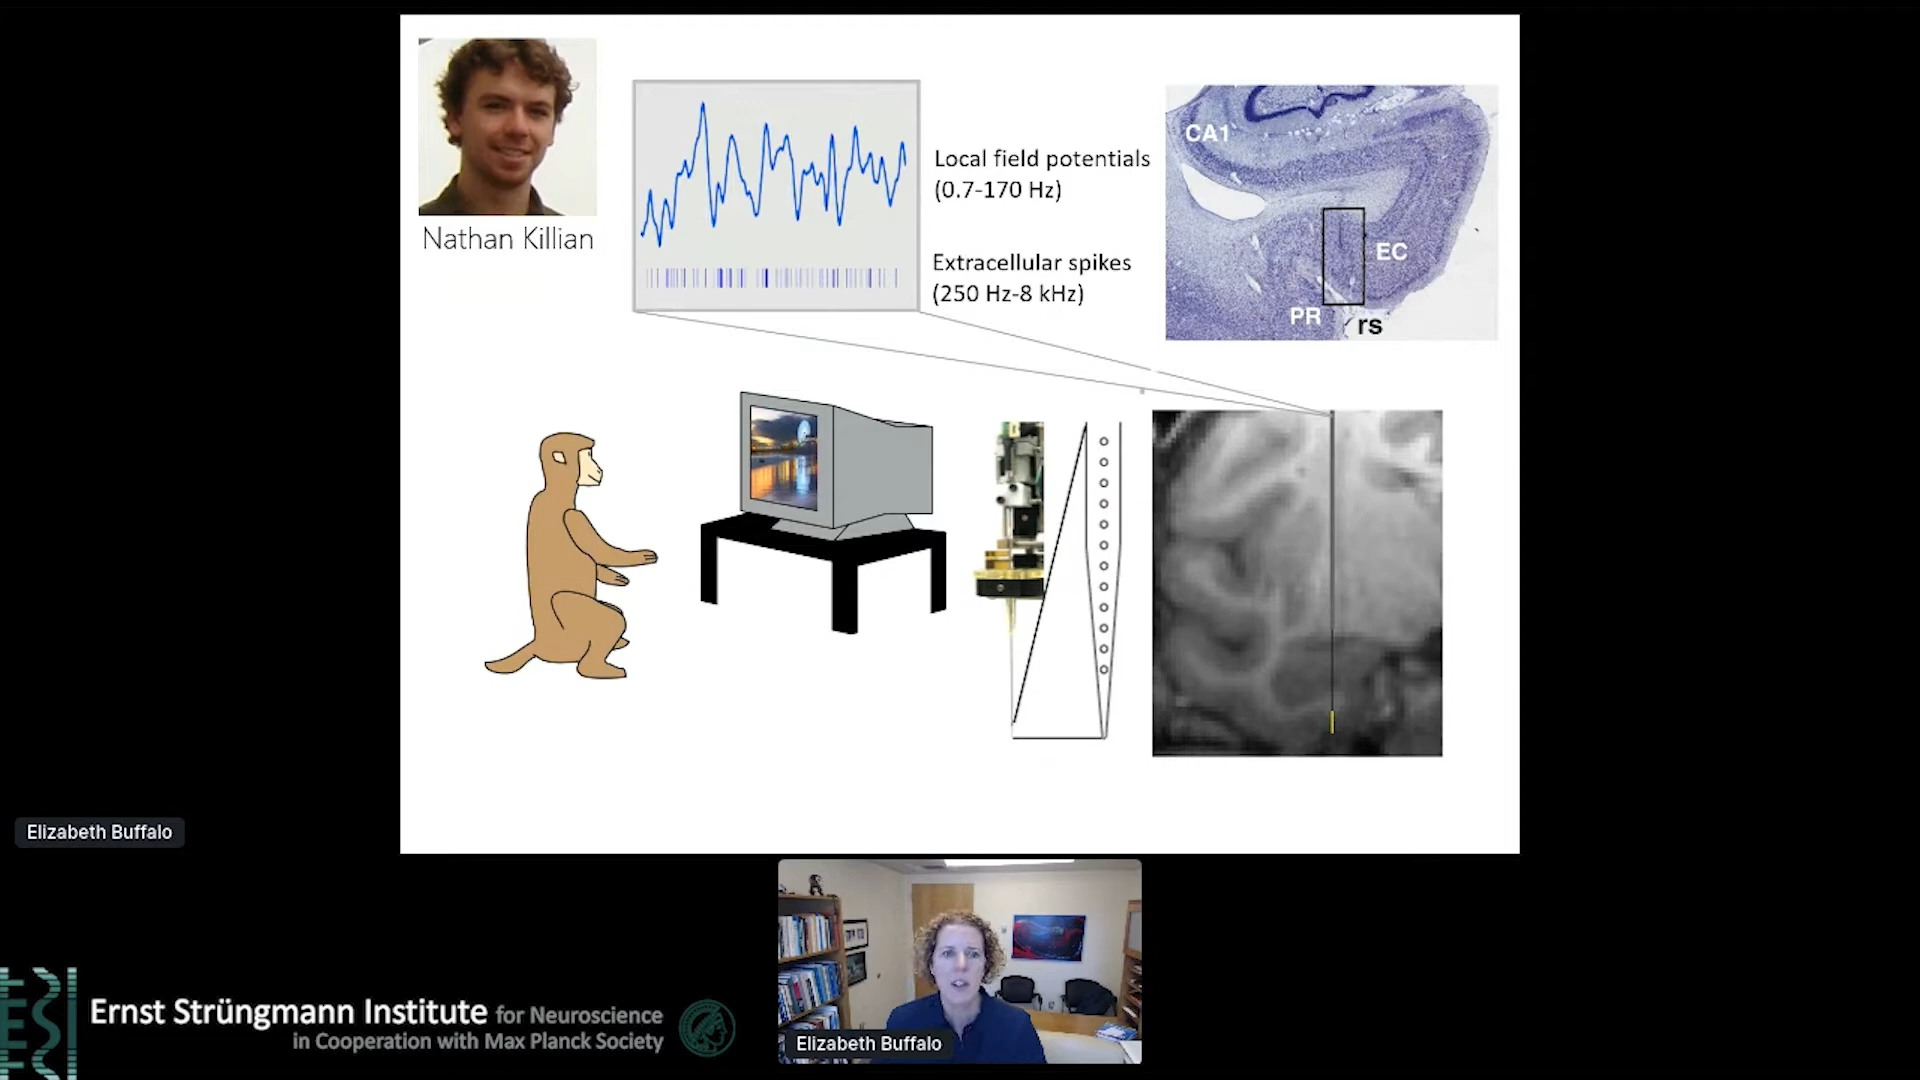 Nathan Killian
Local field potentials
(0.7-170 Hz)
Extracellular spikes
(250 Hz-8 kHz)
CA1
EC
PR
rs
Elizabeth Buffalo
Elizabeth Buffalo
ESI
Ernst Strüngmann Institute for Neuroscience
in Cooperation with Max Planck Society